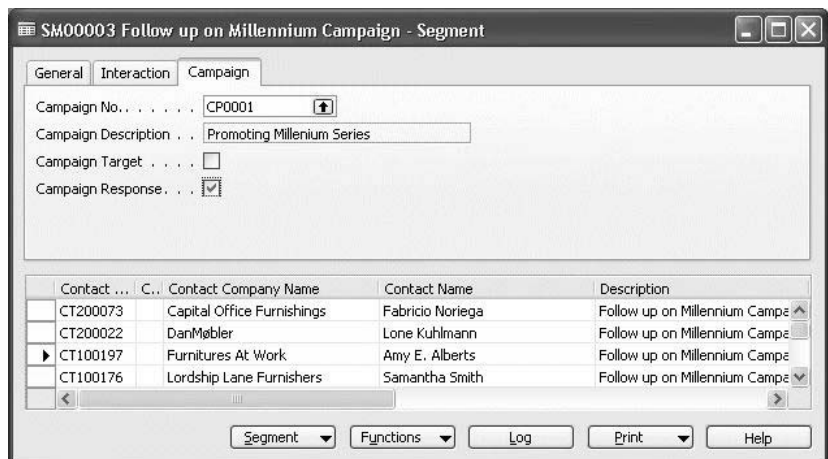 SM00003 Follow up on Millennium Campaign - Segment
General Interaction Campaign
Campaign No.. . . . . . CP0001
Campaign Description . . Promoting Millenium Series
Campaign Target . . . .
Campaign Response. . .
Contact ... C.. Contact Company Name Contact Name Description
CT200073 Capital Office Furnishings Fabricio Noriega Follow up on Millennium Campa
CT200022 DanMøbler Lone Kuhlmann Follow up on Millennium Campa
CT100197 Furnitures At Work Amy E. Alberts Follow up on Millennium Campa
CT100176 Lordship Lane Furnishers Samantha Smith Follow up on Millennium Campa
Segment Functions Log Print Help